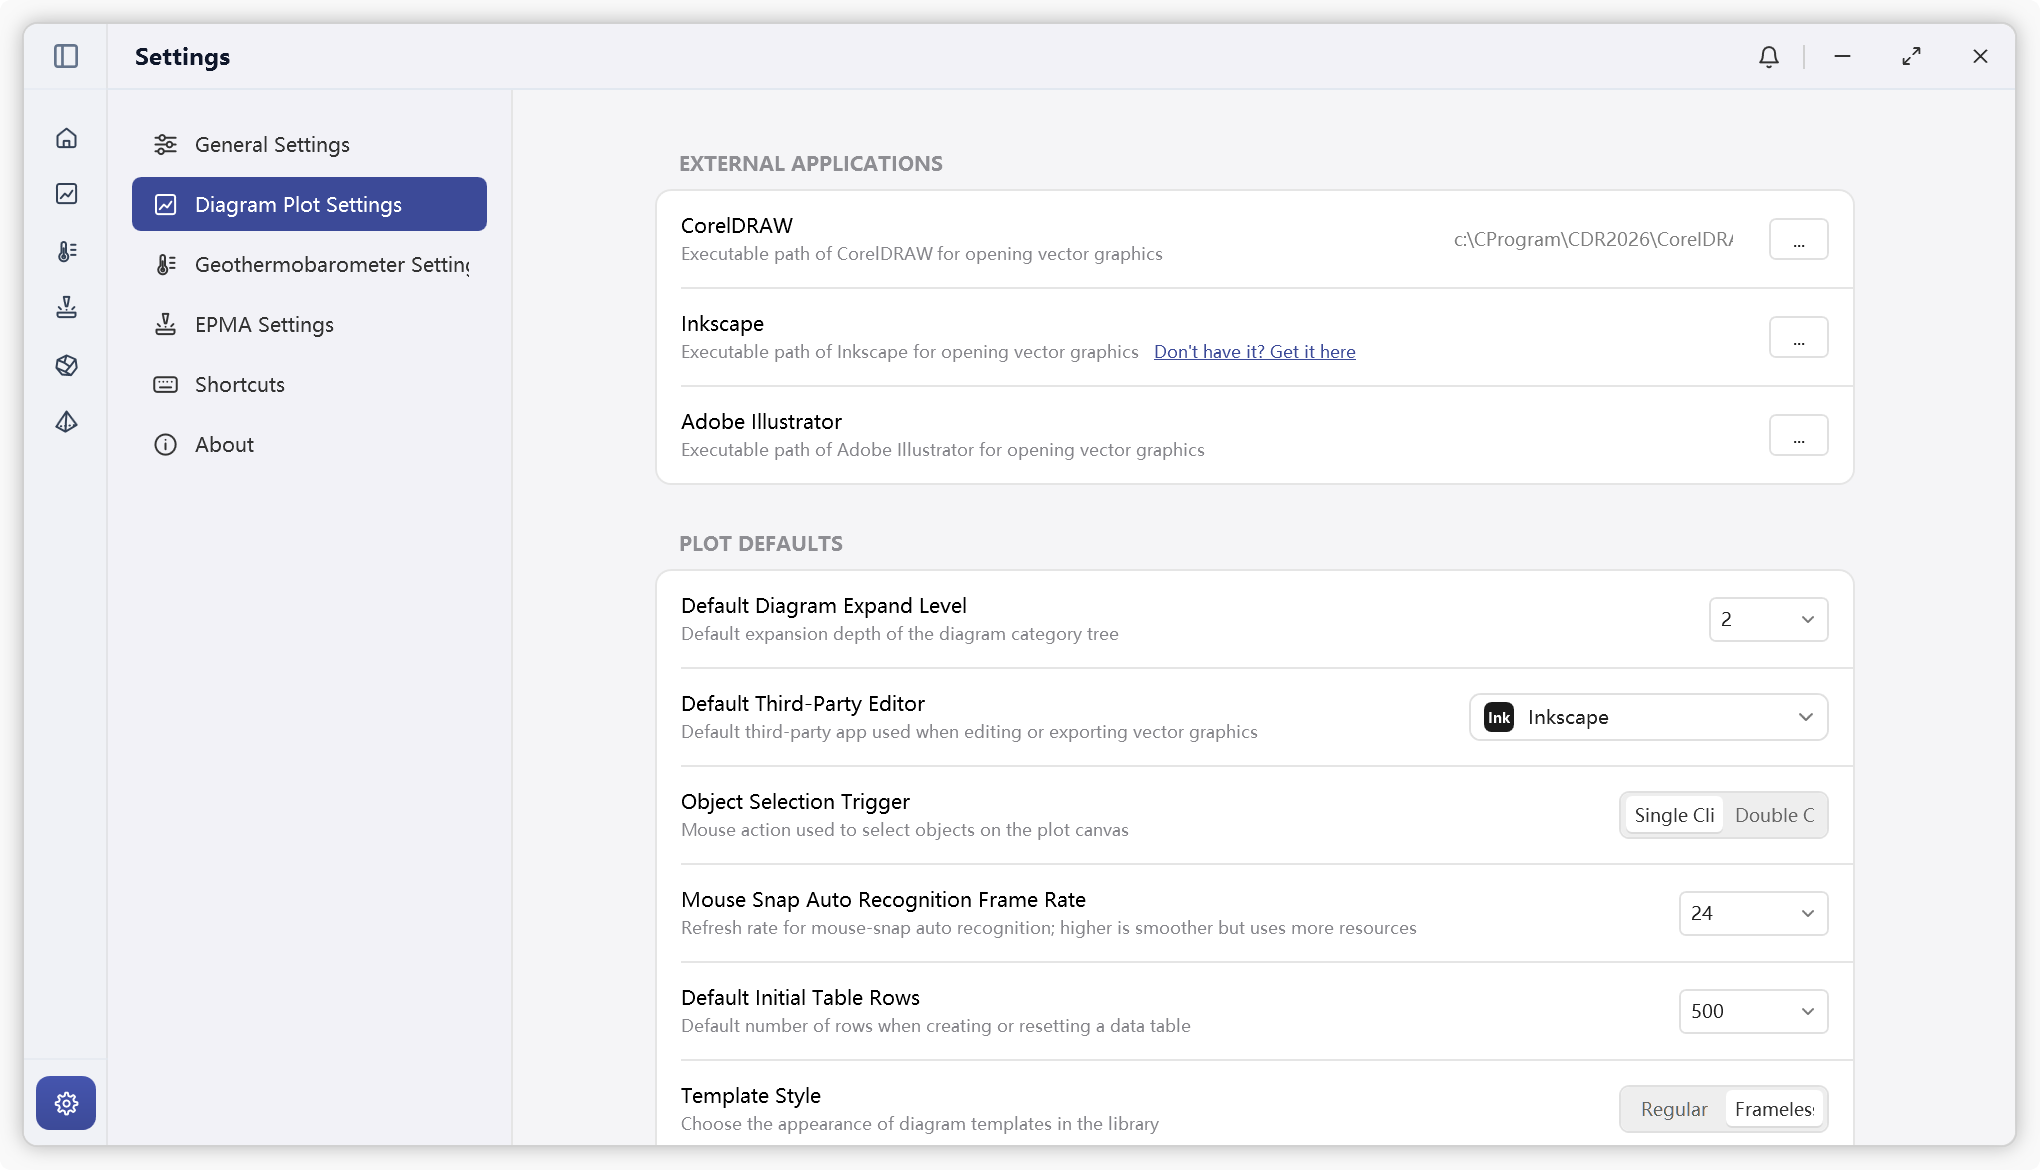 Settings
General Settings
Diagram Plot Settings
Geothermobarometer Setting
EPMA Settings
Shortcuts
About
EXTERNAL APPLICATIONS
CorelDRAW
Executable path of CorelDRAW for opening vector graphics
c:\CProgram\CDR2026\CorelDRA
...
Inkscape
Executable path of Inkscape for opening vector graphics Don't have it? Get it here
...
Adobe Illustrator
Executable path of Adobe Illustrator for opening vector graphics
...
PLOT DEFAULTS
Default Diagram Expand Level
Default expansion depth of the diagram category tree
2
Default Third-Party Editor
Default third-party app used when editing or exporting vector graphics
Ink Inkscape
Object Selection Trigger
Mouse action used to select objects on the plot canvas
Single Cli Double C
Mouse Snap Auto Recognition Frame Rate
Refresh rate for mouse-snap auto recognition; higher is smoother but uses more resources
24
Default Initial Table Rows
Default number of rows when creating or resetting a data table
500
Template Style
Choose the appearance of diagram templates in the library
Regular Frameles